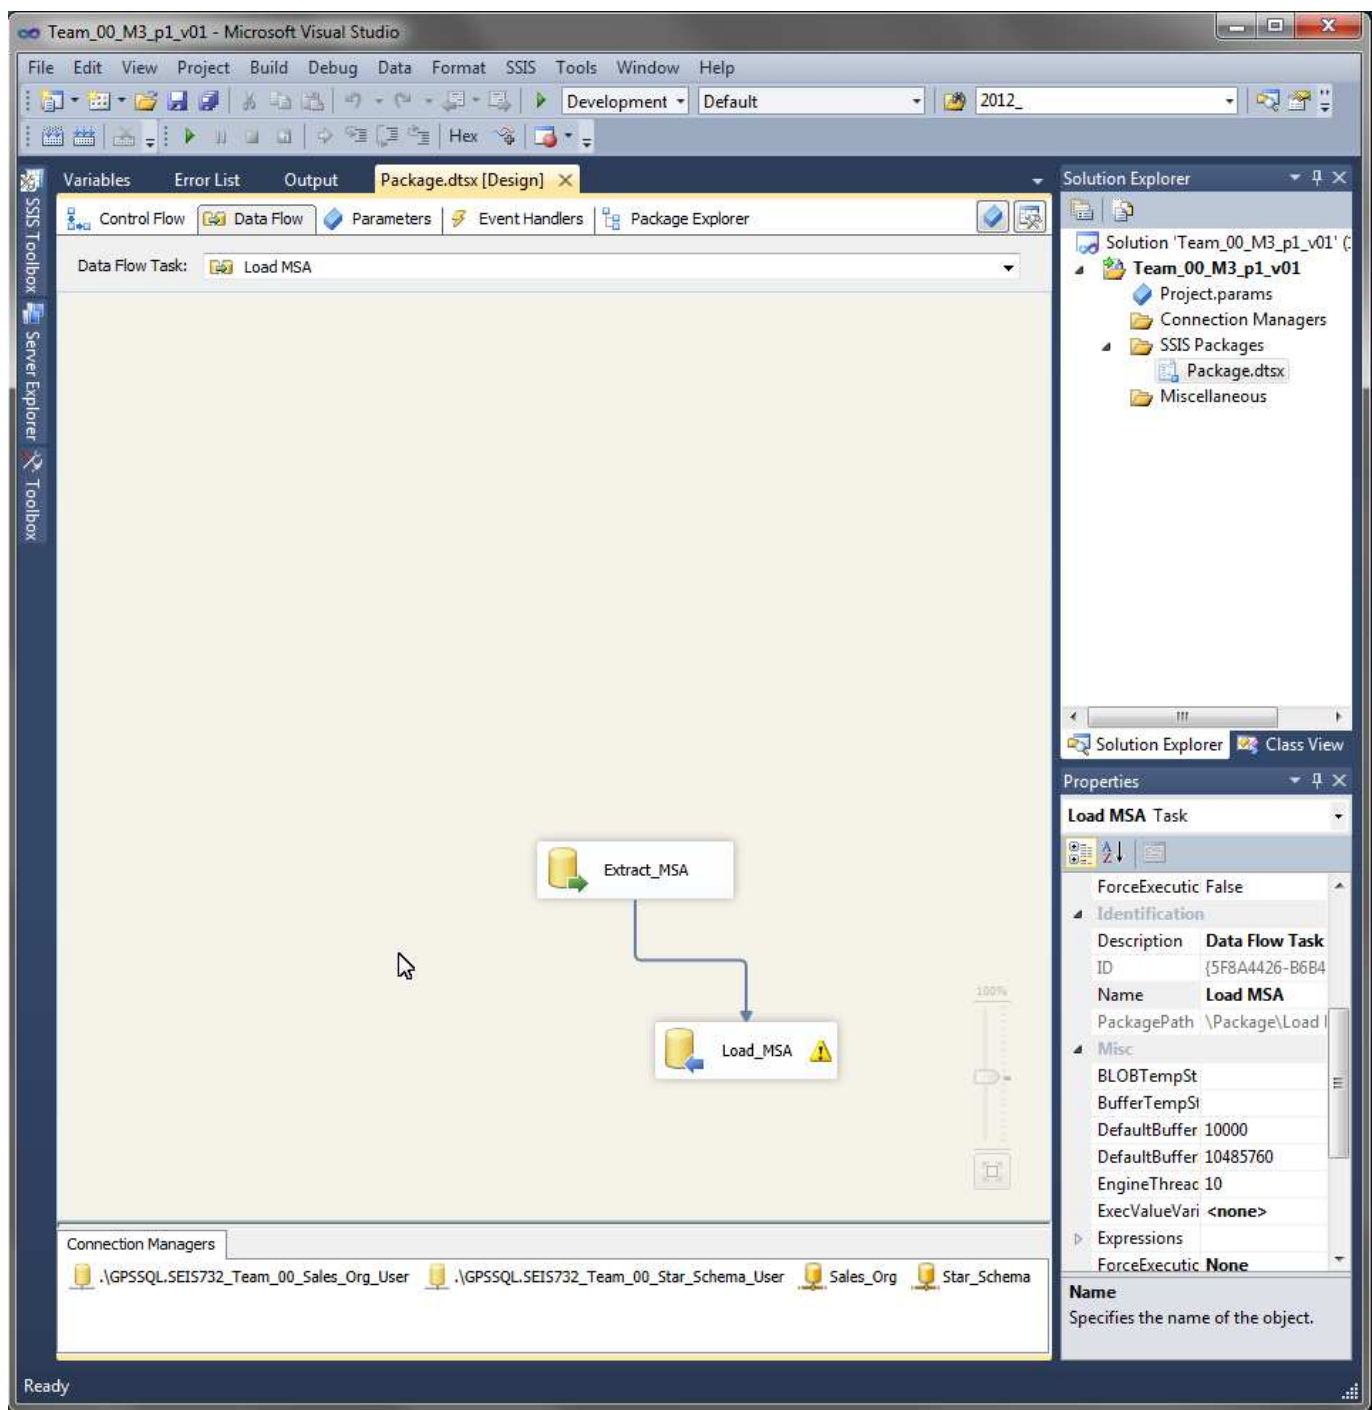 Team_00_M3_p1_v01 - Microsoft Visual Studio
File Edit View Project Build Debug Data Format SSIS Tools Window Help
Development Default 2012_
Hex
SSIS Toolbox
Server Explorer
Toolbox
Variables Error List Output Package.dtsx [Design]
Control Flow Data Flow Parameters Event Handlers Package Explorer
Data Flow Task: Load MSA
Extract_MSA
Load_MSA
100%
Connection Managers
.\GPSSQL.SEIS732_Team_00_Sales_Org_User .\GPSSQL.SEIS732_Team_00_Star_Schema_User Sales_Org Star_Schema
Solution Explorer
Solution 'Team_00_M3_p1_v01' (
Team_00_M3_p1_v01
Project.params
Connection Managers
SSIS Packages
Package.dtsx
Miscellaneous
Solution Explorer Class View
Properties
Load MSA Task
ForceExecutic False
Identification
Description Data Flow Task
ID {5F8A4426-B6B4
Name Load MSA
PackagePath \Package\Load
Misc
BLOBTempSt
BufferTempSt
DefaultBuffer 10000
DefaultBuffer 10485760
EngineThreac 10
ExecValueVari <none>
Expressions
ForceExecutic None
Name
Specifies the name of the object.
Ready